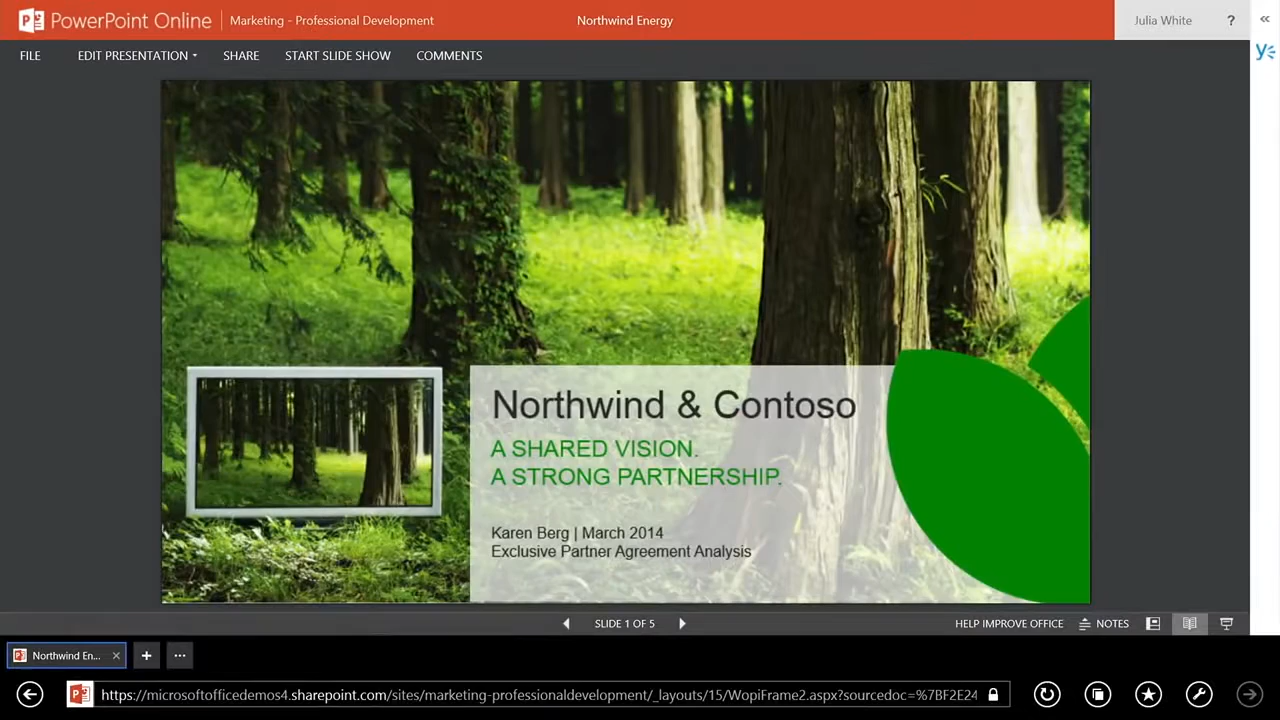 PowerPoint Online
Marketing - Professional Development
Northwind Energy
Julia White
?
FILE
EDIT PRESENTATION
SHARE
START SLIDE SHOW
COMMENTS
Northwind & Contoso
A SHARED VISION.
A STRONG PARTNERSHIP.
Karen Berg | March 2014
Exclusive Partner Agreement Analysis
SLIDE 1 OF 5
HELP IMPROVE OFFICE
NOTES
Northwind En...
https://microsoftofficedemos4.sharepoint.com/sites/marketing-professionaldevelopment/_layouts/15/WopiFrame2.aspx?sourcedoc=%7BF2E24